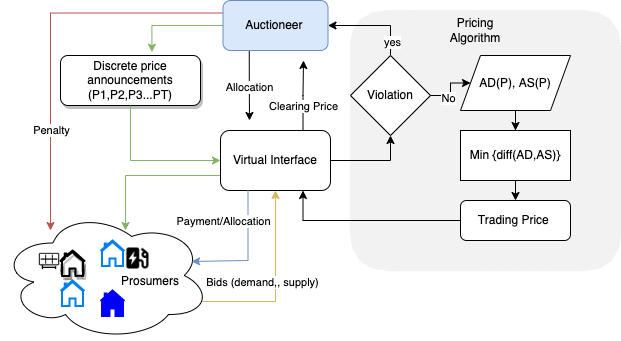 Auctioneer
Pricing
Algorithm
yes
Discrete price
announcements
(P1,P2,P3...PT)
Allocation
Clearing Price
Violation
No
AD(P), AS(P)
Penalty
Virtual Interface
Min {diff(AD,AS)}
Payment/Allocation
Trading Price
Prosumers
Bids (demand,, supply)